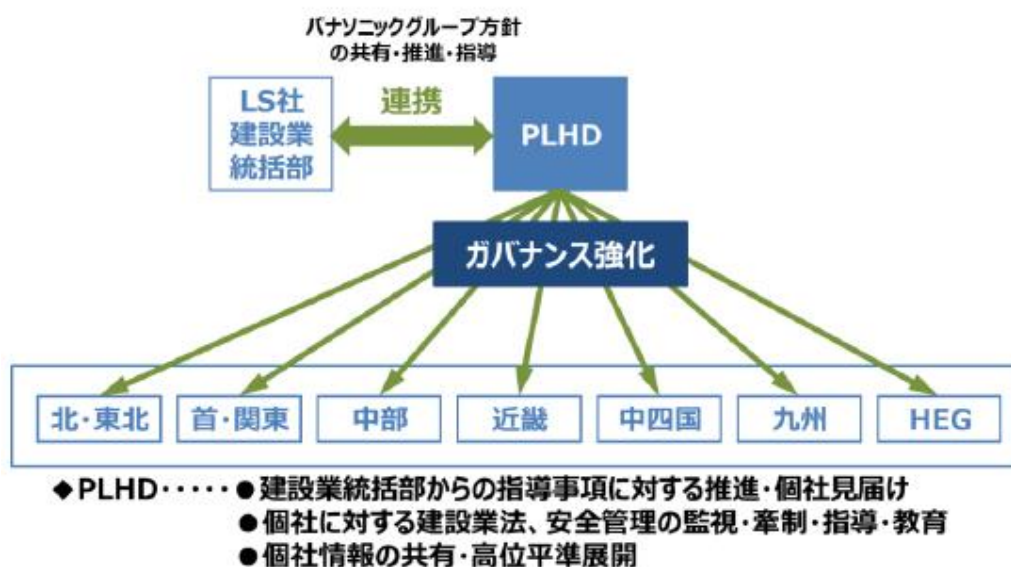 パナソニックグループ方針
の共有・推進・指導
LS社
建設業
統括部
連携
PLHD
ガバナンス強化
北・東北
首・関東
中部
近畿
中四国
九州
HEG
◆PLHD・・・・・●建設業統括部からの指導事項に対する推進・個社見届け
●個社に対する建設業法、安全管理の監視・牽制・指導・教育
●個社情報の共有・高位平準展開